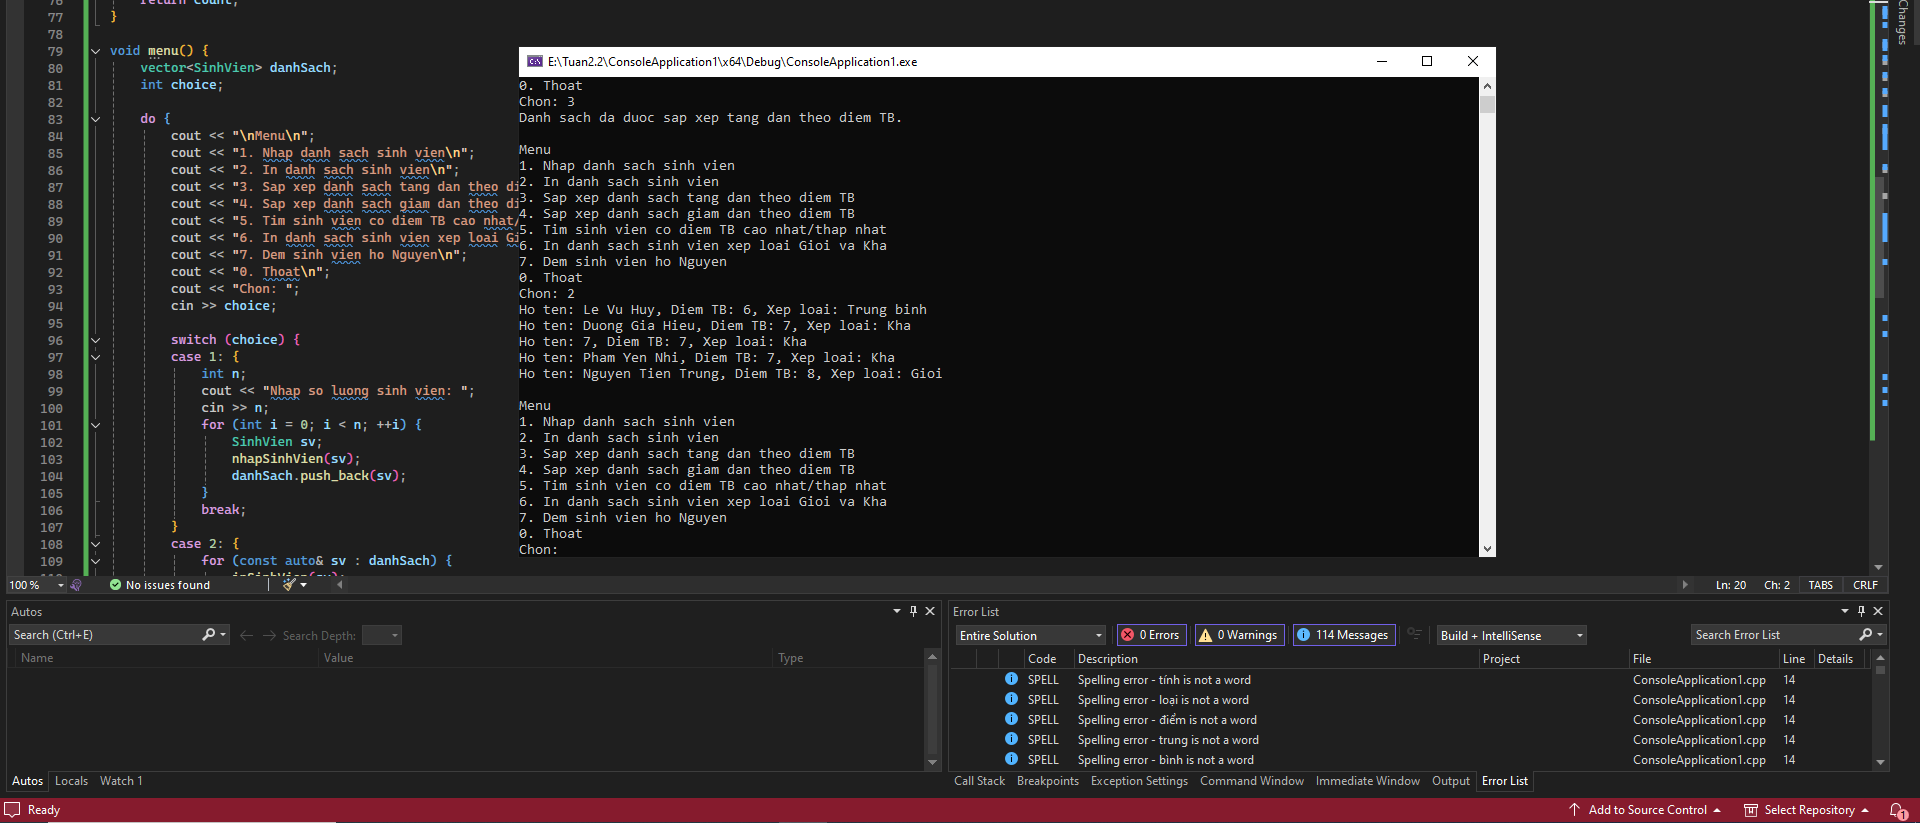 76 return count;
77 }
78
79 void menu() {
80 vector<SinhVien> danhSach;
81 int choice;
82
83 do {
84 cout << "\nMenu\n";
85 cout << "1. Nhap danh sach sinh vien\n";
86 cout << "2. In danh sach sinh vien\n";
87 cout << "3. Sap xep danh sach tang dan theo di
88 cout << "4. Sap xep danh sach giam dan theo di
89 cout << "5. Tim sinh vien co diem TB cao nhat/
90 cout << "6. In danh sach sinh vien xep loai Gi
91 cout << "7. Dem sinh vien ho Nguyen\n";
92 cout << "0. Thoat\n";
93 cout << "Chon: ";
94 cin >> choice;
95
96 switch (choice) {
97 case 1: {
98 int n;
99 cout << "Nhap so luong sinh vien: ";
100 cin >> n;
101 for (int i = 0; i < n; ++i) {
102 SinhVien sv;
103 nhapSinhVien(sv);
104 danhSach.push_back(sv);
105 }
106 break;
107 }
108 case 2: {
109 for (const auto& sv : danhSach) {
E:\Tuan2.2\ConsoleApplication1\x64\Debug\ConsoleApplication1.exe
0. Thoat
Chon: 3
Danh sach da duoc sap xep tang dan theo diem TB.
Menu
1. Nhap danh sach sinh vien
2. In danh sach sinh vien
3. Sap xep danh sach tang dan theo diem TB
4. Sap xep danh sach giam dan theo diem TB
5. Tim sinh vien co diem TB cao nhat/thap nhat
6. In danh sach sinh vien xep loai Gioi va Kha
7. Dem sinh vien ho Nguyen
0. Thoat
Chon: 2
Ho ten: Le Vu Huy, Diem TB: 6, Xep loai: Trung binh
Ho ten: Duong Gia Hieu, Diem TB: 7, Xep loai: Kha
Ho ten: 7, Diem TB: 7, Xep loai: Kha
Ho ten: Pham Yen Nhi, Diem TB: 7, Xep loai: Kha
Ho ten: Nguyen Tien Trung, Diem TB: 8, Xep loai: Gioi
Menu
1. Nhap danh sach sinh vien
2. In danh sach sinh vien
3. Sap xep danh sach tang dan theo diem TB
4. Sap xep danh sach giam dan theo diem TB
5. Tim sinh vien co diem TB cao nhat/thap nhat
6. In danh sach sinh vien xep loai Gioi va Kha
7. Dem sinh vien ho Nguyen
0. Thoat
Chon:
Changes
100 % No issues found Ln: 20 Ch: 2 TABS CRLF
Autos
Search (Ctrl+E) Search Depth:
Name Value Type
Autos Locals Watch 1
Error List
Entire Solution 0 Errors 0 Warnings 114 Messages Build + IntelliSense Search Error List
Code Description Project File Line Details
SPELL Spelling error - tính is not a word ConsoleApplication1.cpp 14
SPELL Spelling error - loại is not a word ConsoleApplication1.cpp 14
SPELL Spelling error - điểm is not a word ConsoleApplication1.cpp 14
SPELL Spelling error - trung is not a word ConsoleApplication1.cpp 14
SPELL Spelling error - bình is not a word ConsoleApplication1.cpp 14
Call Stack Breakpoints Exception Settings Command Window Immediate Window Output Error List
Ready Add to Source Control Select Repository 1